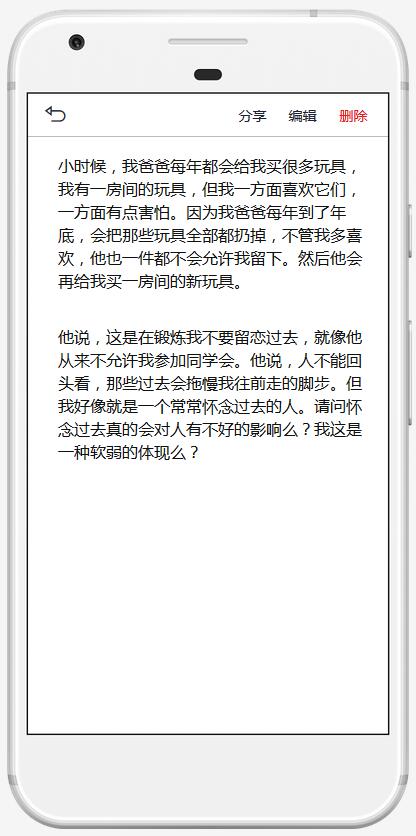 分享 编辑 删除
小时候，我爸爸每年都会给我买很多玩具，
我有一房间的玩具，但我一方面喜欢它们，
一方面有点害怕。因为我爸爸每年到了年
底，会把那些玩具全部都扔掉，不管我多喜
欢，他也一件都不会允许我留下。然后他会
再给我买一房间的新玩具。
他说，这是在锻炼我不要留恋过去，就像他
从来不允许我参加同学会。他说，人不能回
头看，那些过去会拖慢我往前走的脚步。但
我好像就是一个常常怀念过去的人。请问怀
念过去真的会对人有不好的影响么？我这是
一种软弱的体现么？